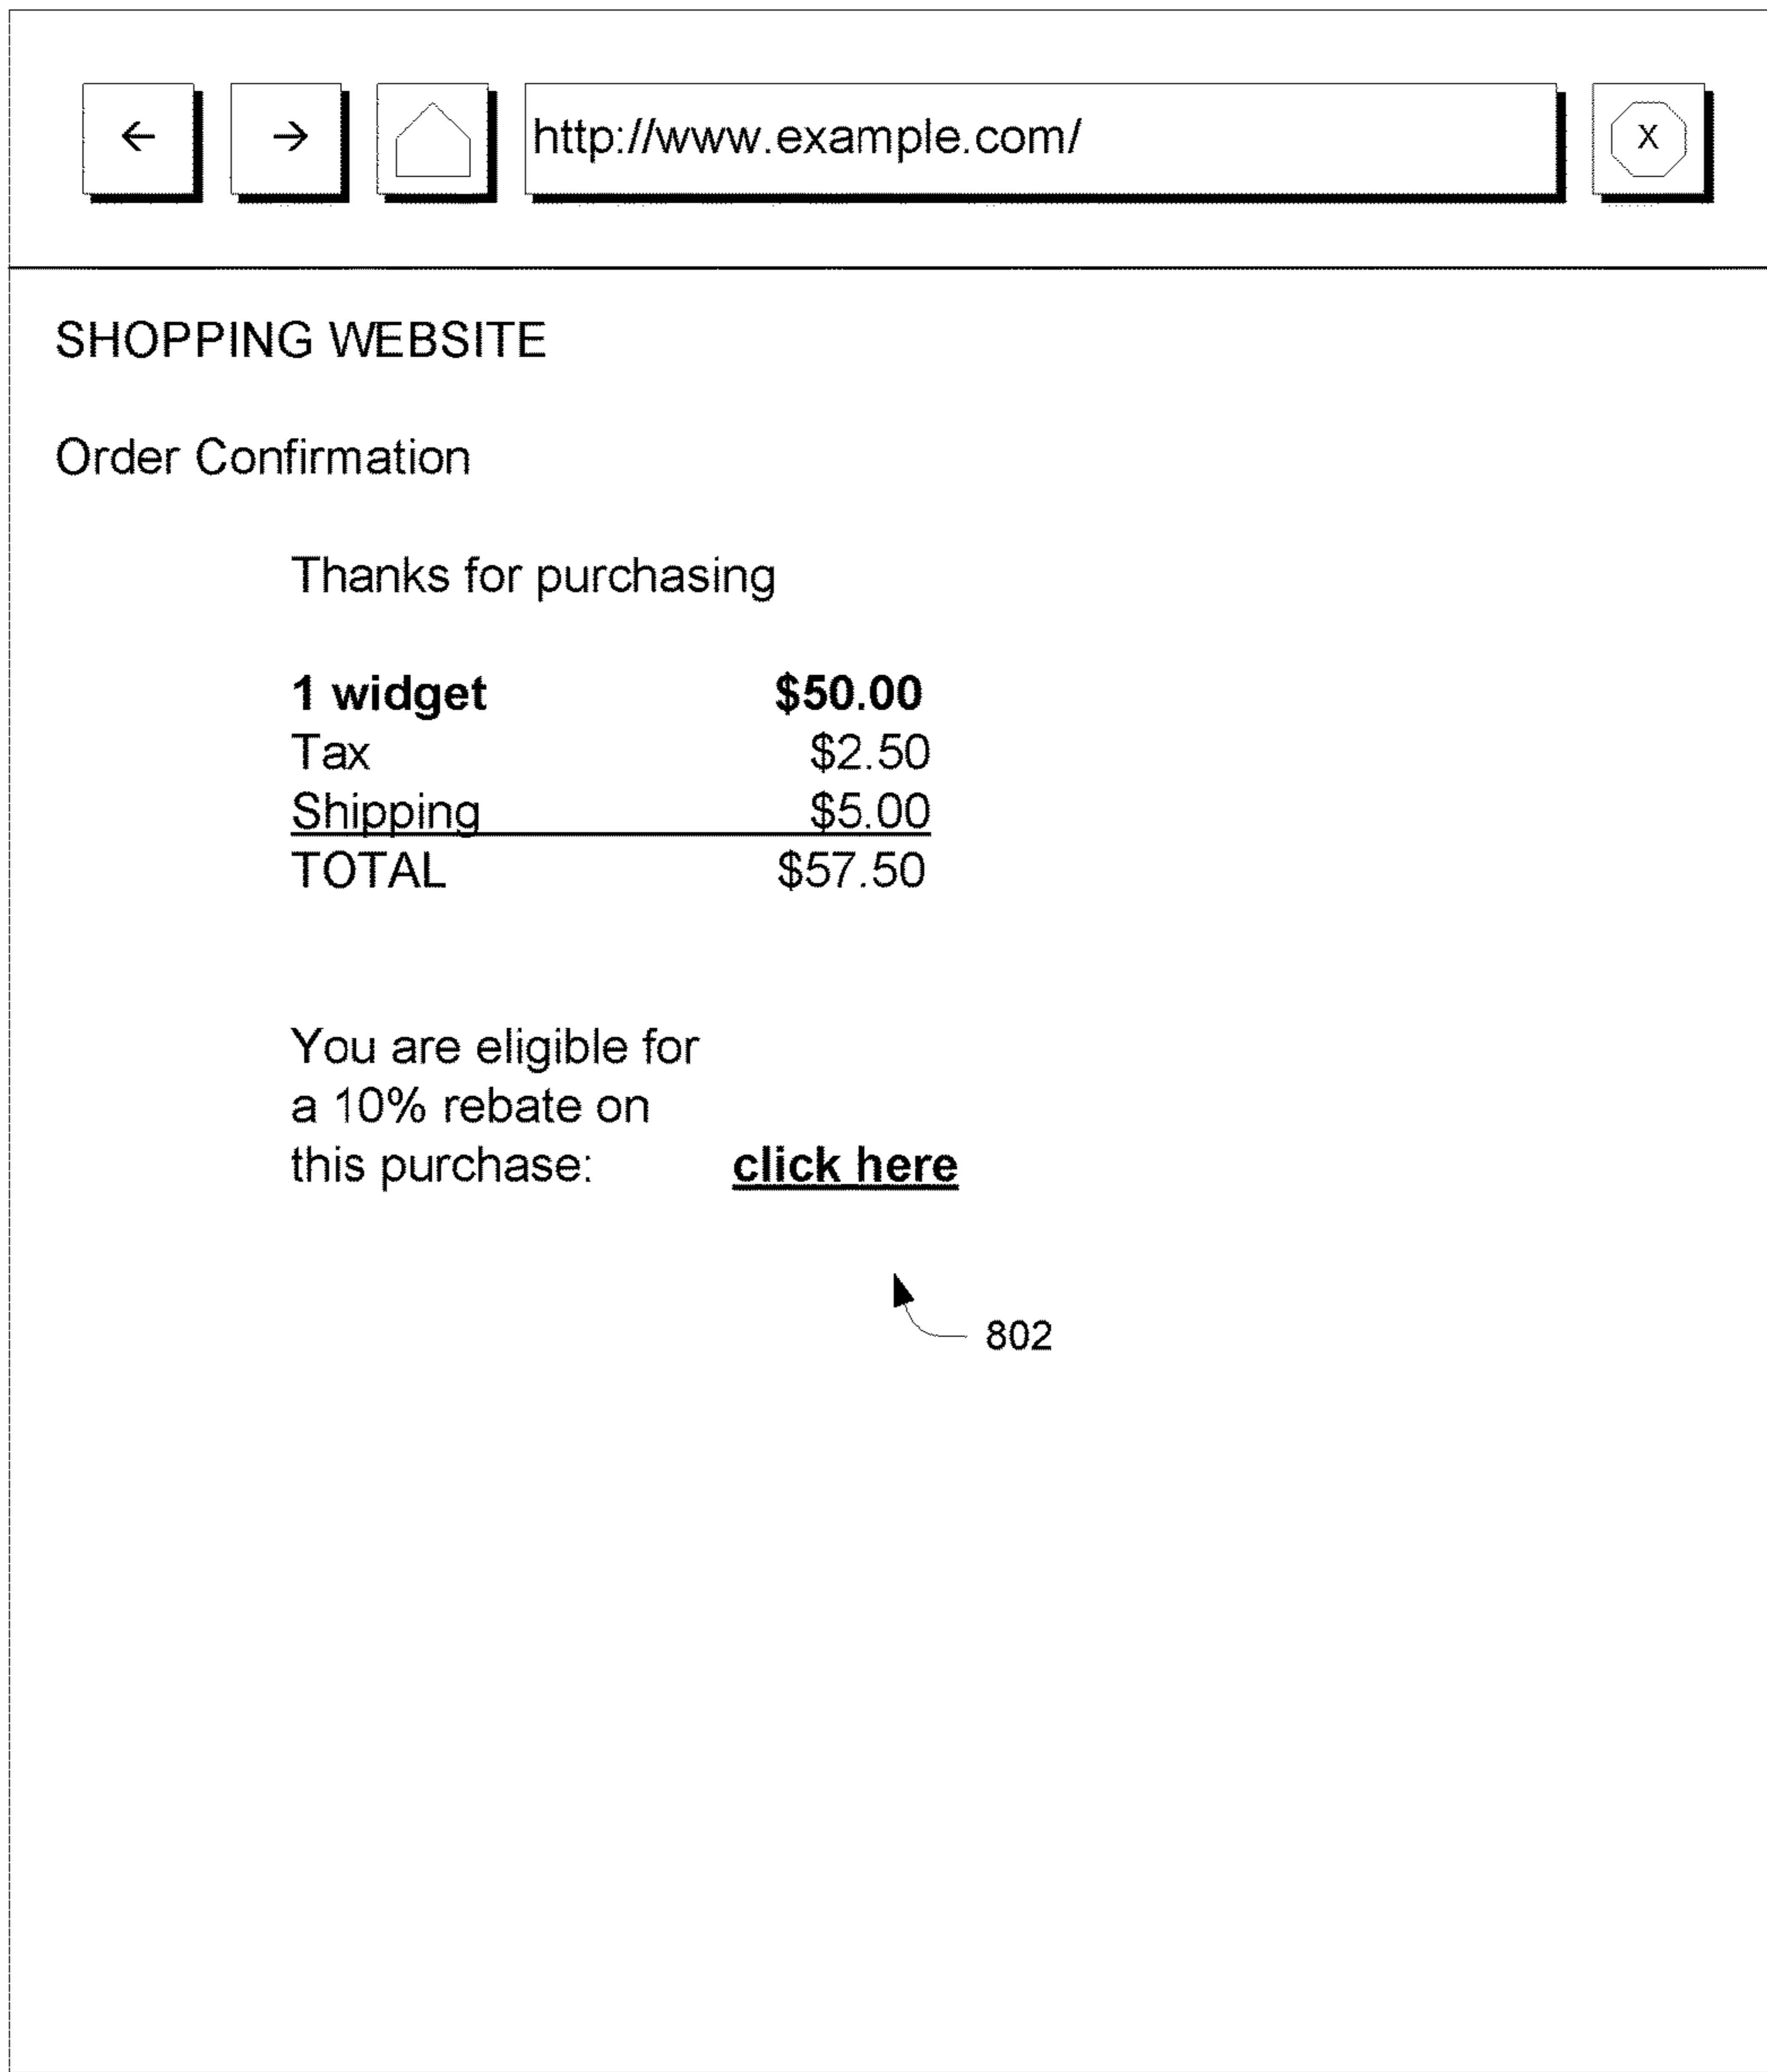 ← → http://www.example.com/ X
SHOPPING WEBSITE
Order Confirmation
Thanks for purchasing
1 widget $50.00
Tax $2.50
Shipping $5.00
TOTAL $57.50
You are eligible for
a 10% rebate on
this purchase: click here
802